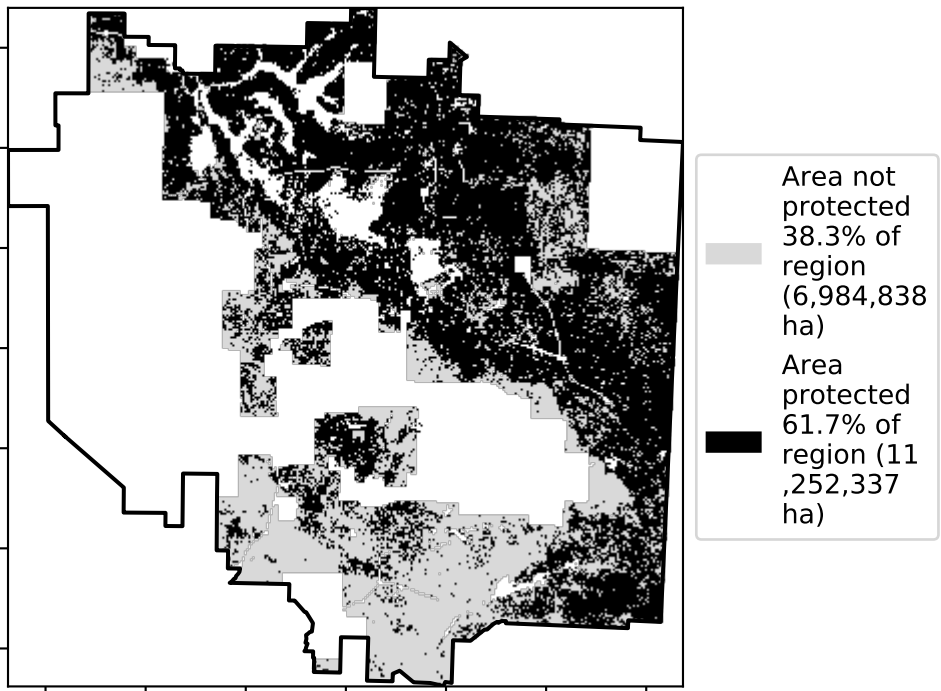 Area not
protected
38.3% of
region
(6,984,838
ha)
Area
protected
61.7% of
region (11
,252,337
ha)